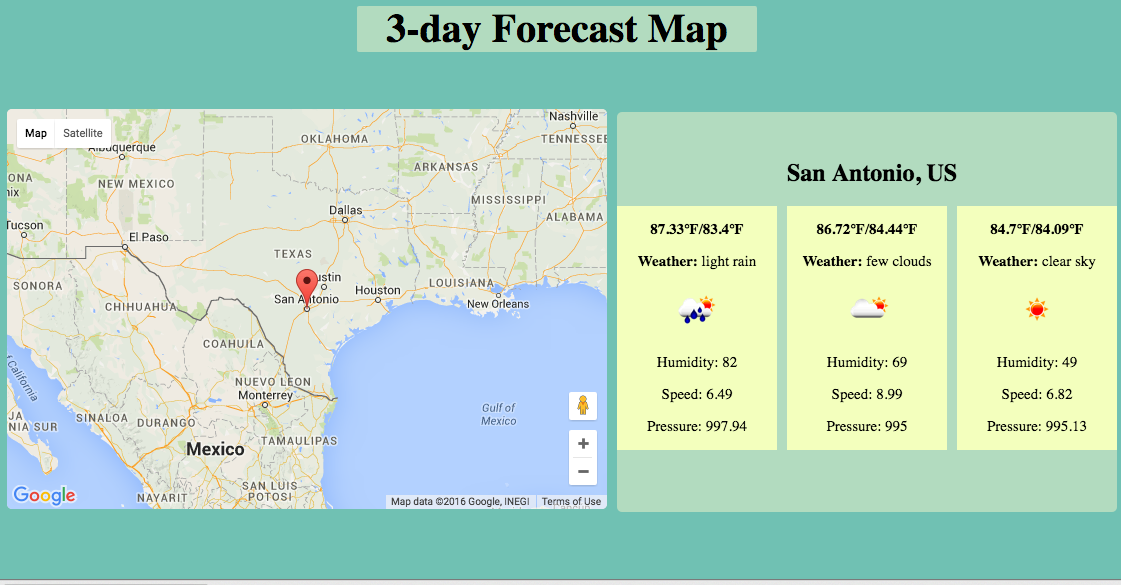 3-day Forecast Map
Map Satellite
Nashville
TENNESSEE
OKLAHOMA
Albuquerque
ARKANSAS
NEW MEXICO
MISSISSIPPI
Dallas
ALABAMA
Tucson
El Paso
TEXAS
Austin
SONORA
Houston
LOUISIANA
San Antonio
New Orleans
CHIHUAHUA
COAHUILA
NUEVO LEON
Monterrey
Gulf of
Mexico
SINALOA
DURANGO
TAMAULIPAS
Mexico
SAN LUIS
POTOSI
NAYARIT
Google
Map data ©2016 Google, INEGI Terms of Use
San Antonio, US
87.33°F/83.4°F
Weather: light rain
Humidity: 82
Speed: 6.49
Pressure: 997.94
86.72°F/84.44°F
Weather: few clouds
Humidity: 69
Speed: 8.99
Pressure: 995
84.7°F/84.09°F
Weather: clear sky
Humidity: 49
Speed: 6.82
Pressure: 995.13